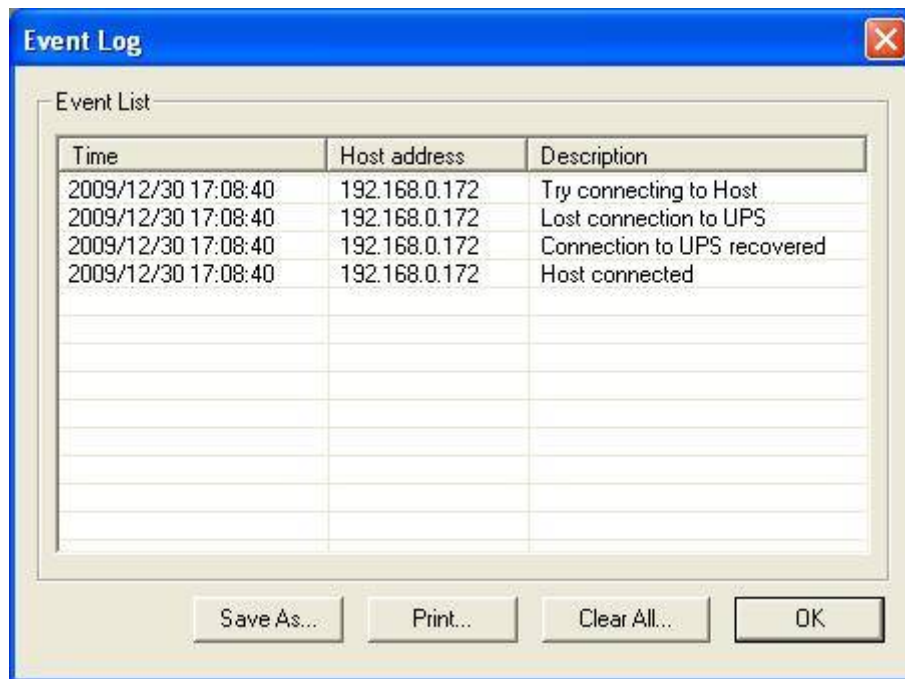 Event Log
Event List
Time Host address Description
2009/12/30 17:08:40 192.168.0.172 Try connecting to Host
2009/12/30 17:08:40 192.168.0.172 Lost connection to UPS
2009/12/30 17:08:40 192.168.0.172 Connection to UPS recovered
2009/12/30 17:08:40 192.168.0.172 Host connected
Save As... Print... Clear All... OK